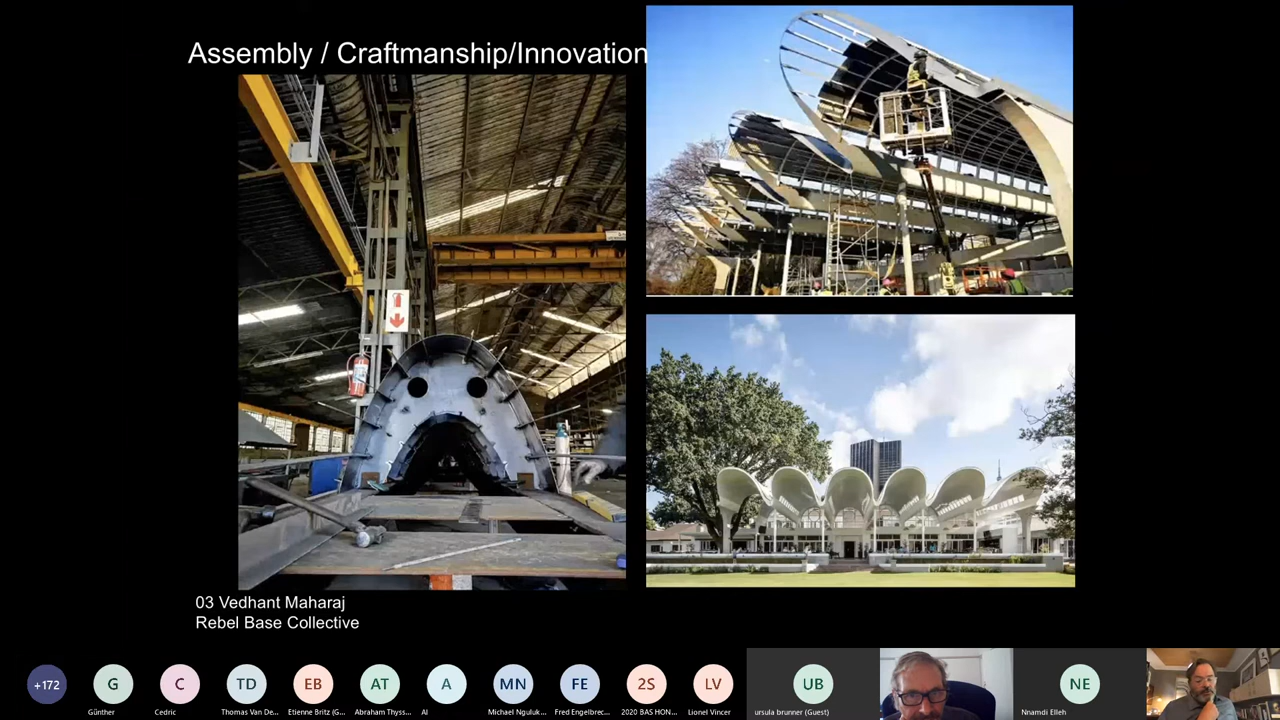 Assembly / Craftmanship/Innovation
03 Vedhant Maharaj
Rebel Base Collective
+172
G
C
TD
EB
AT
A
MN
FE
2S
LV
UB
NE
Günther
Cedric
Thomas Van De...
Etienne Britz (G...
Abraham Thyss...
Al
Michael Nguluk...
Fred Engelbrec...
2020 BAS HON...
Lionel Vincer
ursula brunner (Guest)
Nnamdi Elleh